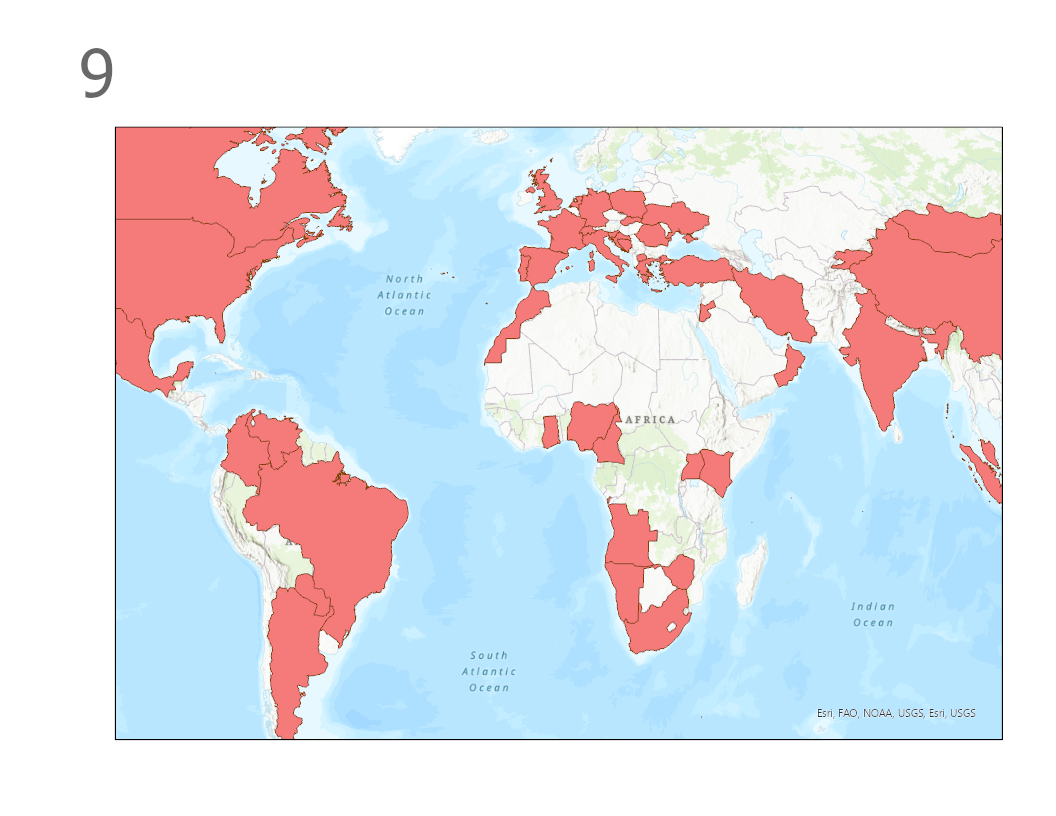 9
North
Atlantic
Ocean
AFRICA
Indian
Ocean
South
Atlantic
Ocean
Esri, FAO, NOAA, USGS, Esri, USGS